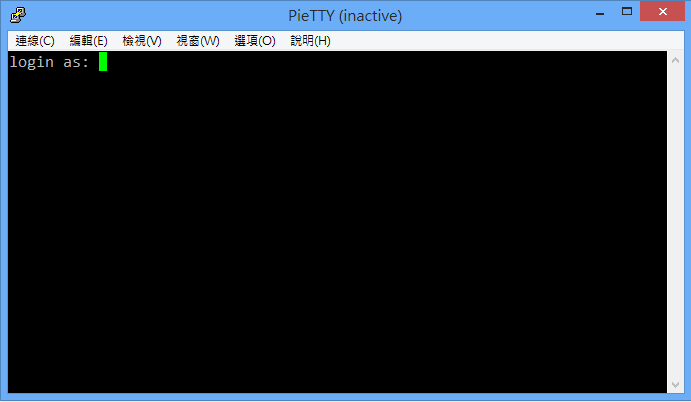 PieTTY (inactive)
連線(C) 編輯(E) 檢視(V) 視窗(W) 選項(O) 說明(H)
login as: